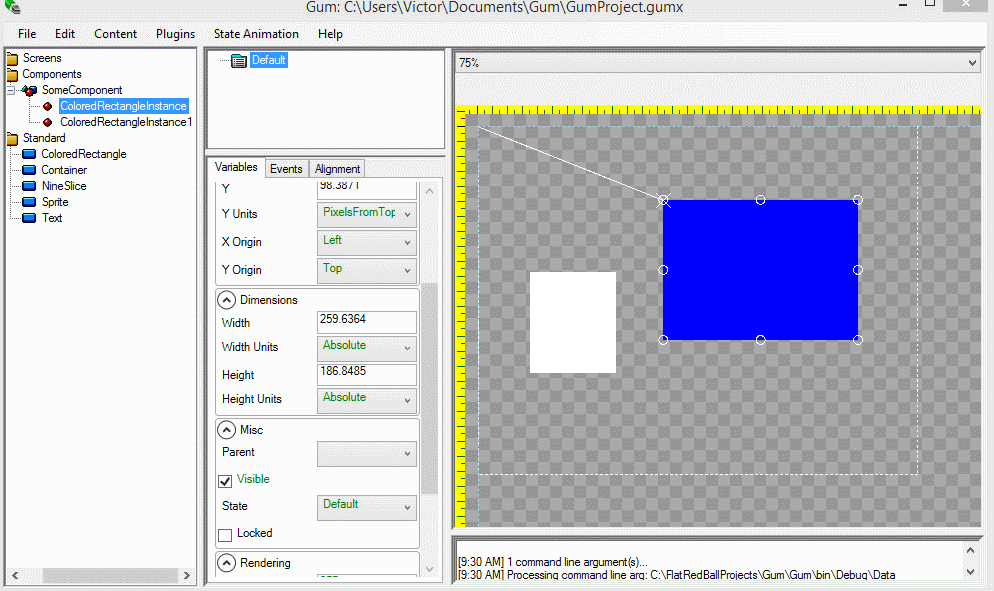 Gum: C:\Users\Victor\Documents\Gum\GumProject.gumx
File Edit Content Plugins State Animation Help
Screens
Components
SomeComponent
ColoredRectangleInstance
ColoredRectangleInstance1
Standard
ColoredRectangle
Container
NineSlice
Sprite
Text
Default
Variables Events Alignment
Y 98.3871
Y Units PixelsFromTop
X Origin Left
Y Origin Top
Dimensions
Width 259.6364
Width Units Absolute
Height 186.8485
Height Units Absolute
Misc
Parent
Visible
State Default
Locked
Rendering
75%
[9:30 AM] 1 command line argument(s)...
[9:30 AM] Processing command line arg: C:\FlatRedBallProjects\Gum\Gum\bin\Debug\Data